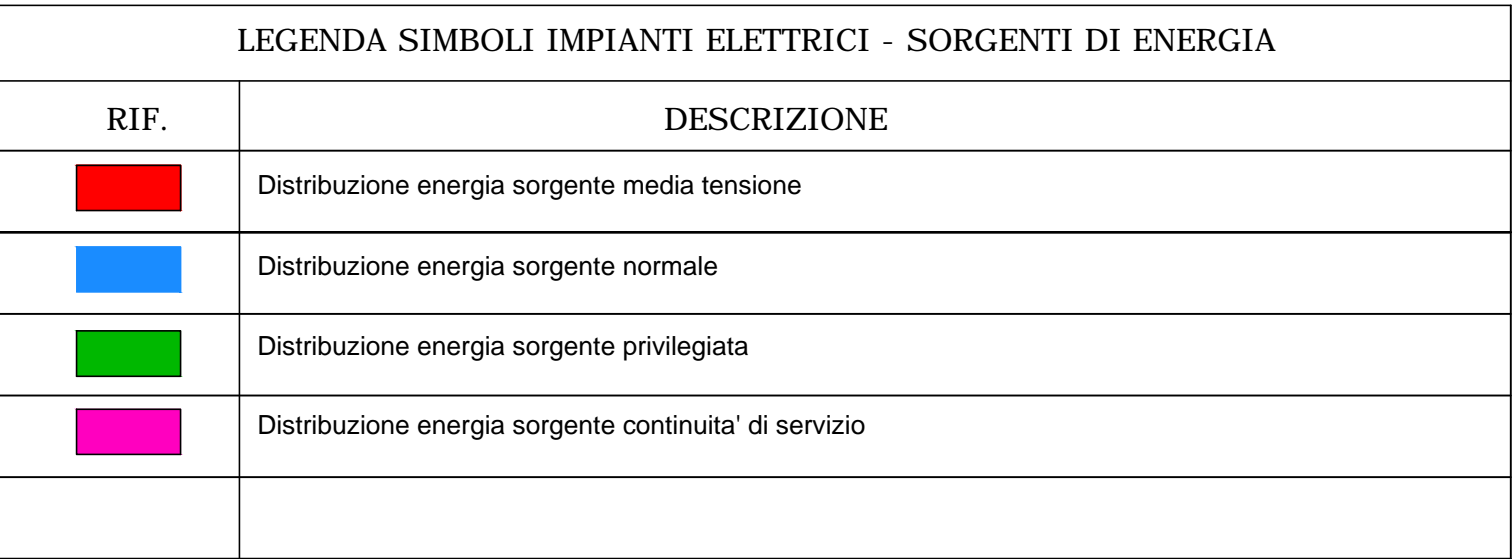 LEGENDA SIMBOLI IMPIANTI ELETTRICI - SORGENTI DI ENERGIA
RIF. DESCRIZIONE
Distribuzione energia sorgente media tensione
Distribuzione energia sorgente normale
Distribuzione energia sorgente privilegiata
Distribuzione energia sorgente continuita' di servizio